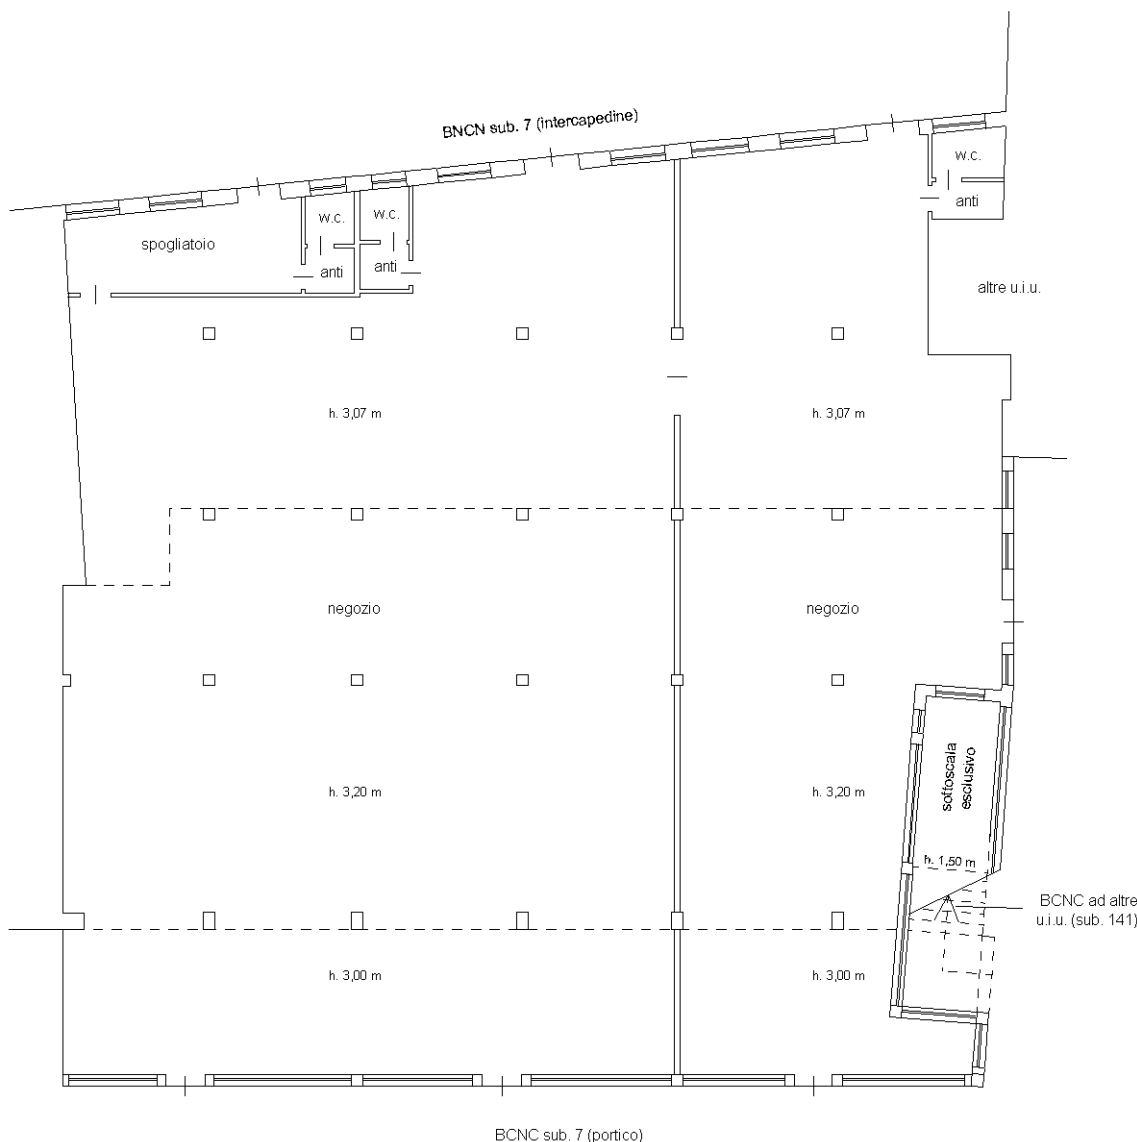 BNCN sub. 7 (intercapedine)
w.c.
anti
w.c.
w.c.
anti
anti
spogliatoio
altre u.i.u.
h. 3,07 m
h. 3,07 m
negozio
negozio
sottoscala
esclusivo
h. 3,20 m
h. 3,20 m
h. 1,50 m
BCNC ad altre
u.i.u. (sub. 141)
h. 3,00 m
h. 3,00 m
BCNC sub. 7 (portico)